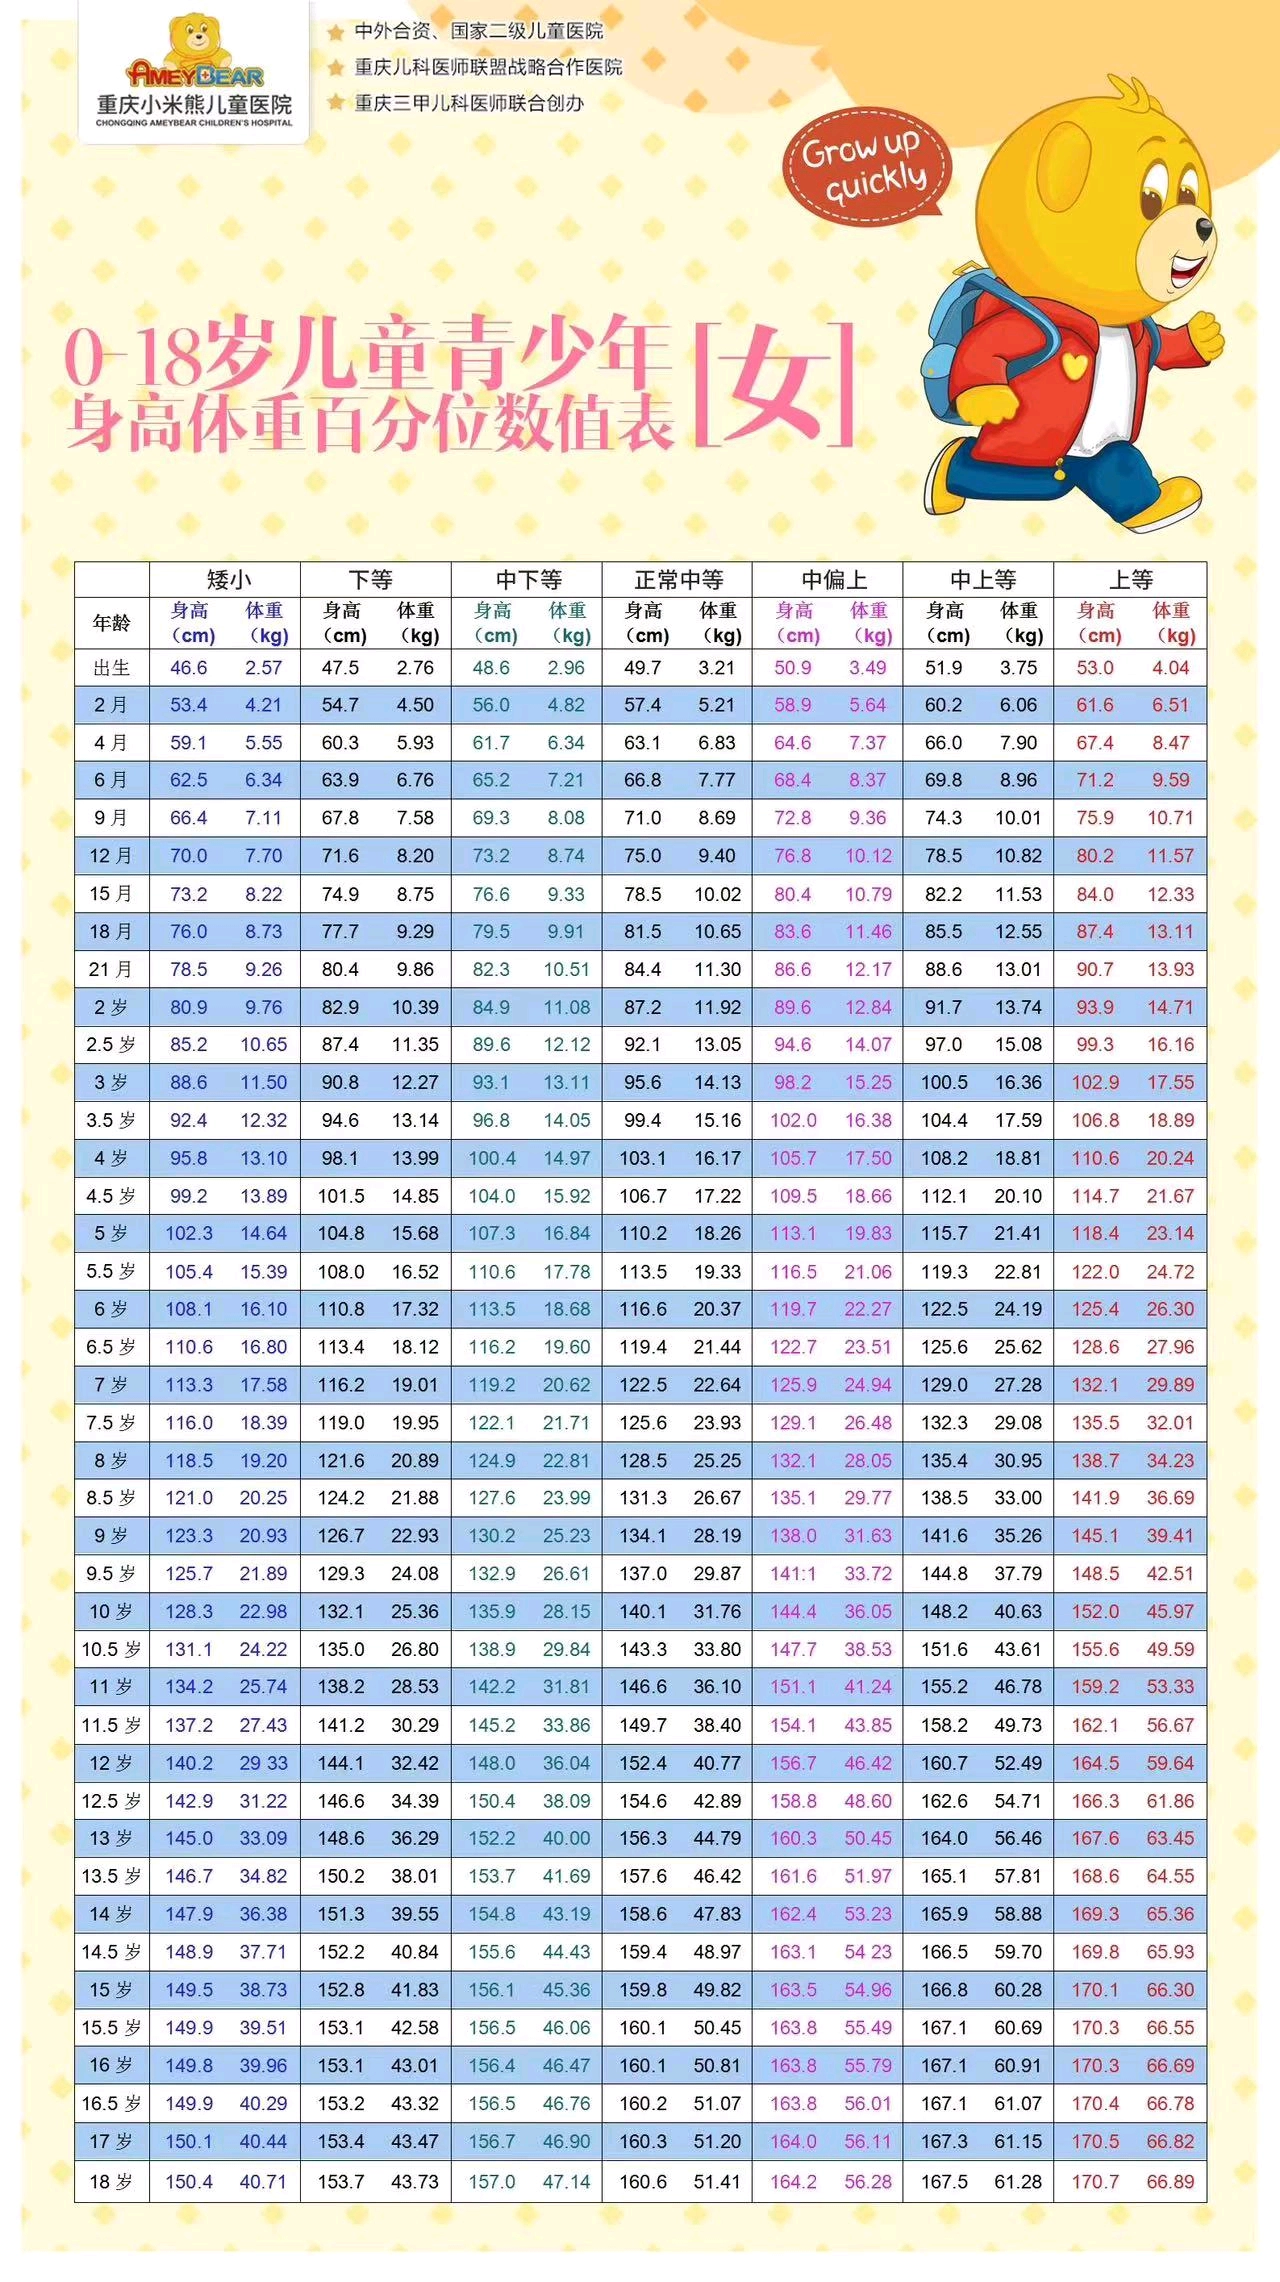 AMEYBEAR
重庆小米熊儿童医院
CHONGQING AMEYBEAR CHILDREN'S HOSPITAL
中外合资、国家二级儿童医院
重庆儿科医师联盟战略合作医院
重庆三甲儿科医师联合创办
Grow up
quickly
0-18岁儿童青少年
身高体重百分位数值表
[女]
矮小 下等 中下等 正常中等 中偏上 中上等 上等
年龄 身高（cm) 体重（kg) 身高（cm) 体重（kg) 身高（cm) 体重（kg) 身高（cm) 体重（kg) 身高（cm) 体重（kg) 身高（cm) 体重（kg) 身高（cm) 体重（kg)
出生 46.6 2.57 47.5 2.76 48.6 2.96 49.7 3.21 50.9 3.49 51.9 3.75 53.0 4.04
2月 53.4 4.21 54.7 4.50 56.0 4.82 57.4 5.21 58.9 5.64 60.2 6.06 61.6 6.51
4月 59.1 5.55 60.3 5.93 61.7 6.34 63.1 6.83 64.6 7.37 66.0 7.90 67.4 8.47
6月 62.5 6.34 63.9 6.76 65.2 7.21 66.8 7.77 68.4 8.37 69.8 8.96 71.2 9.59
9月 66.4 7.11 67.8 7.58 69.3 8.08 71.0 8.69 72.8 9.36 74.3 10.01 75.9 10.71
12月 70.0 7.70 71.6 8.20 73.2 8.74 75.0 9.40 76.8 10.12 78.5 10.82 80.2 11.57
15月 73.2 8.22 74.9 8.75 76.6 9.33 78.5 10.02 80.4 10.79 82.2 11.53 84.0 12.33
18月 76.0 8.73 77.7 9.29 79.5 9.91 81.5 10.65 83.6 11.46 85.5 12.55 87.4 13.11
21月 78.5 9.26 80.4 9.86 82.3 10.51 84.4 11.30 86.6 12.17 88.6 13.01 90.7 13.93
2岁 80.9 9.76 82.9 10.39 84.9 11.08 87.2 11.92 89.6 12.84 91.7 13.74 93.9 14.71
2.5岁 85.2 10.65 87.4 11.35 89.6 12.12 92.1 13.05 94.6 14.07 97.0 15.08 99.3 16.16
3岁 88.6 11.50 90.8 12.27 93.1 13.11 95.6 14.13 98.2 15.25 100.5 16.36 102.9 17.55
3.5岁 92.4 12.32 94.6 13.14 96.8 14.05 99.4 15.16 102.0 16.38 104.4 17.59 106.8 18.89
4岁 95.8 13.10 98.1 13.99 100.4 14.97 103.1 16.17 105.7 17.50 108.2 18.81 110.6 20.24
4.5岁 99.2 13.89 101.5 14.85 104.0 15.92 106.7 17.22 109.5 18.66 112.1 20.10 114.7 21.67
5岁 102.3 14.64 104.8 15.68 107.3 16.84 110.2 18.26 113.1 19.83 115.7 21.41 118.4 23.14
5.5岁 105.4 15.39 108.0 16.52 110.6 17.78 113.5 19.33 116.5 21.06 119.3 22.81 122.0 24.72
6岁 108.1 16.10 110.8 17.32 113.5 18.68 116.6 20.37 119.7 22.27 122.5 24.19 125.4 26.30
6.5岁 110.6 16.80 113.4 18.12 116.2 19.60 119.4 21.44 122.7 23.51 125.6 25.62 128.6 27.96
7岁 113.3 17.58 116.2 19.01 119.2 20.62 122.5 22.64 125.9 24.94 129.0 27.28 132.1 29.89
7.5岁 116.0 18.39 119.0 19.95 122.1 21.71 125.6 23.93 129.1 26.48 132.3 29.08 135.5 32.01
8岁 118.5 19.20 121.6 20.89 124.9 22.81 128.5 25.25 132.1 28.05 135.4 30.95 138.7 34.23
8.5岁 121.0 20.25 124.2 21.88 127.6 23.99 131.3 26.67 135.1 29.77 138.5 33.00 141.9 36.69
9岁 123.3 20.93 126.7 22.93 130.2 25.23 134.1 28.19 138.0 31.63 141.6 35.26 145.1 39.41
9.5岁 125.7 21.89 129.3 24.08 132.9 26.61 137.0 29.87 141:1 33.72 144.8 37.79 148.5 42.51
10岁 128.3 22.98 132.1 25.36 135.9 28.15 140.1 31.76 144.4 36.05 148.2 40.63 152.0 45.97
10.5岁 131.1 24.22 135.0 26.80 138.9 29.84 143.3 33.80 147.7 38.53 151.6 43.61 155.6 49.59
11岁 134.2 25.74 138.2 28.53 142.2 31.81 146.6 36.10 151.1 41.24 155.2 46.78 159.2 53.33
11.5岁 137.2 27.43 141.2 30.29 145.2 33.86 149.7 38.40 154.1 43.85 158.2 49.73 162.1 56.67
12岁 140.2 29 33 144.1 32.42 148.0 36.04 152.4 40.77 156.7 46.42 160.7 52.49 164.5 59.64
12.5岁 142.9 31.22 146.6 34.39 150.4 38.09 154.6 42.89 158.8 48.60 162.6 54.71 166.3 61.86
13岁 145.0 33.09 148.6 36.29 152.2 40.00 156.3 44.79 160.3 50.45 164.0 56.46 167.6 63.45
13.5岁 146.7 34.82 150.2 38.01 153.7 41.69 157.6 46.42 161.6 51.97 165.1 57.81 168.6 64.55
14岁 147.9 36.38 151.3 39.55 154.8 43.19 158.6 47.83 162.4 53.23 165.9 58.88 169.3 65.36
14.5岁 148.9 37.71 152.2 40.84 155.6 44.43 159.4 48.97 163.1 54 23 166.5 59.70 169.8 65.93
15岁 149.5 38.73 152.8 41.83 156.1 45.36 159.8 49.82 163.5 54.96 166.8 60.28 170.1 66.30
15.5岁 149.9 39.51 153.1 42.58 156.5 46.06 160.1 50.45 163.8 55.49 167.1 60.69 170.3 66.55
16岁 149.8 39.96 153.1 43.01 156.4 46.47 160.1 50.81 163.8 55.79 167.1 60.91 170.3 66.69
16.5岁 149.9 40.29 153.2 43.32 156.5 46.76 160.2 51.07 163.8 56.01 167.1 61.07 170.4 66.78
17岁 150.1 40.44 153.4 43.47 156.7 46.90 160.3 51.20 164.0 56.11 167.3 61.15 170.5 66.82
18岁 150.4 40.71 153.7 43.73 157.0 47.14 160.6 51.41 164.2 56.28 167.5 61.28 170.7 66.89